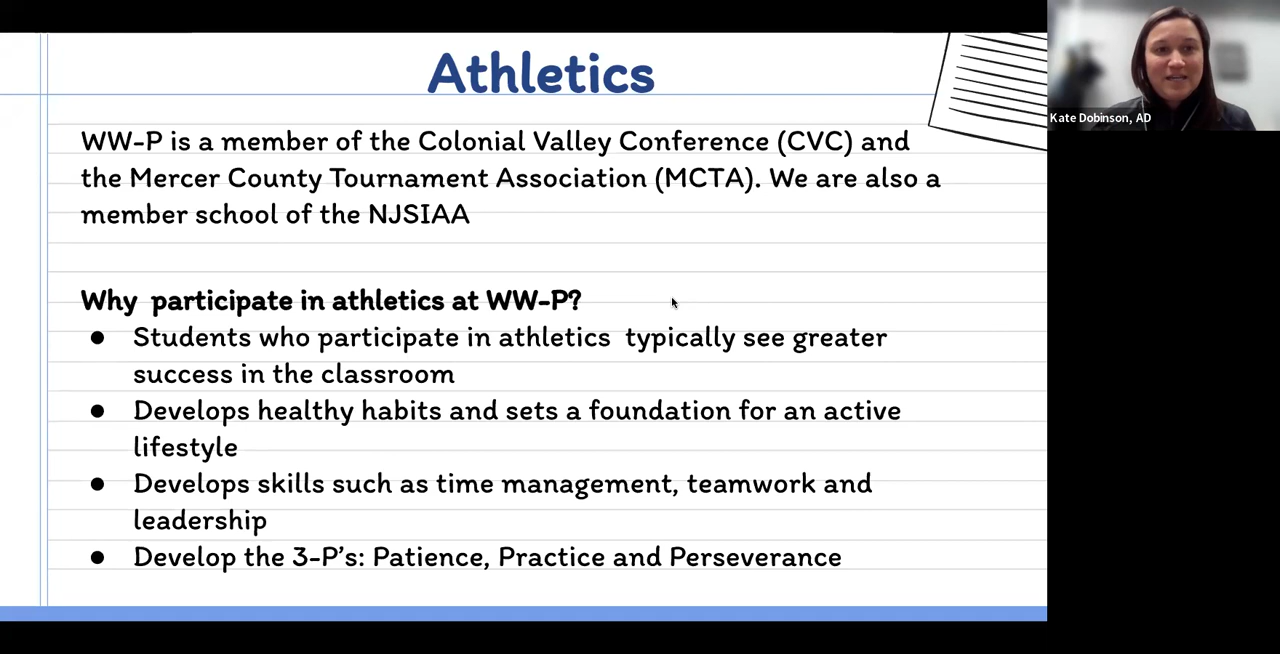 Athletics
WW-P is a member of the Colonial Valley Conference (CVC) and
the Mercer County Tournament Association (MCTA). We are also a
member school of the NJSIAA
Why participate in athletics at WW-P?
● Students who participate in athletics typically see greater
success in the classroom
● Develops healthy habits and sets a foundation for an active
lifestyle
● Develops skills such as time management, teamwork and
leadership
● Develop the 3-P's: Patience, Practice and Perseverance
Kate Dobinson, AD